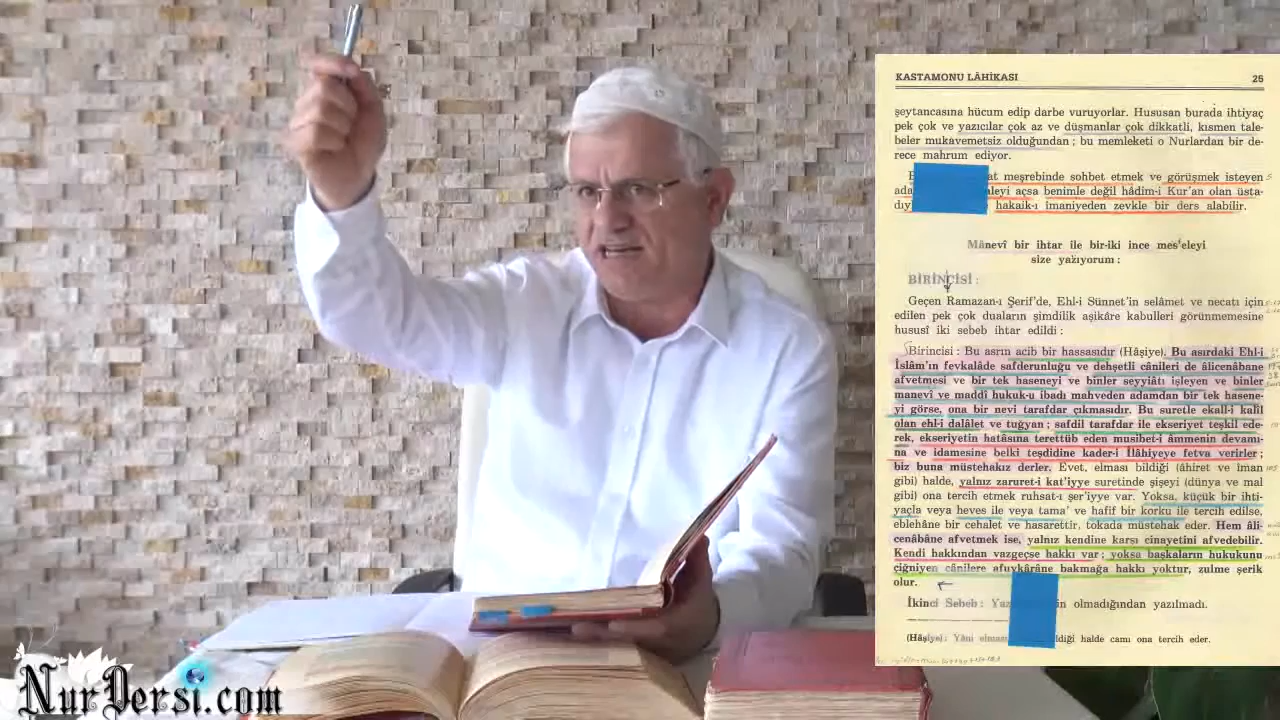 KASTAMONU LÂHİKASI 25
şeytancasına hücum edip darbe vuruyorlar. Hususan burada ihtiyaç
pek çok ve yazıcılar çok az ve düşmanlar çok dikkatli, kısmen tale-
beler mukavemetsiz olduğundan ; bu memleketi o Nurlardan bir de-
rece mahrum ediyor.
at meşrebinde sohbet etmek ve görüşmek isteyen
ada leyi açsa benimle değil hâdim-i Kur'an olan üsta-
dıy hakaik-ı imaniyeden zevkle bir ders alabilir.
Mânevî bir ihtar ile bir-iki ince mes'eleyi
size yazıyorum :
BİRİNCİSİ :
Geçen Ramazan-ı Şerif'de, Ehl-i Sünnet'in selâmet ve necatı için
edilen pek çok duaların şimdilik aşikâre kabulleri görünmemesine
hususî iki sebeb ihtar edildi :
Birincisi : Bu asrın acib bir hassasıdır (Hâşiye). Bu asırdaki Ehl-i
İslâm'ın fevkalâde safderunluğu ve dehşetli cânileri de âlicenâbane
afvetmesi ve bir tek haseneyi ve binler seyyiâtı işleyen ve binler
manevî ve maddî hukuk-u ibadı mahveden adamdan bir tek hasene-
yi görse, ona bir nevi tarafdar çıkmasıdır. Bu suretle ekall-i kalîl
olan ehl-i dalâlet ve tuğyan ; safdil tarafdar ile ekseriyet teşkil ede-
rek, ekseriyetin hatâsına terettüb eden musibet-i âmmenin devamı-
na ve idamesine belki teşdidine kader-i İlâhiyeye fetva verirler ;
biz buna müstehakız derler. Evet, elması bildiği (âhiret ve iman
gibi) halde, yalnız zaruret-i kat'iyye suretinde şişeyi (dünya ve mal
gibi) ona tercih etmek ruhsat-ı şer'iyye var. Yoksa, küçük bir ihti-
yaçla veya heves ile veya tama' ve hafif bir korku ile tercih edilse,
eblehâne bir cehalet ve hasarettir, tokada müstehak eder. Hem âli-
cenâbâne afvetmek ise, yalnız kendine karşı cinayetini afvedebilir.
Kendi hakkından vazgeçse hakkı var ; yoksa başkaların hukukunu
çiğniyen cânilere afuvkârâne bakmağa hakkı yoktur, zulme şerik
olur.
İkinci Sebeb : Yaz n olmadığından yazılmadı.
(Hâşiye) : Yâni elması ldiği halde camı ona tercih eder.
NurDersi.com